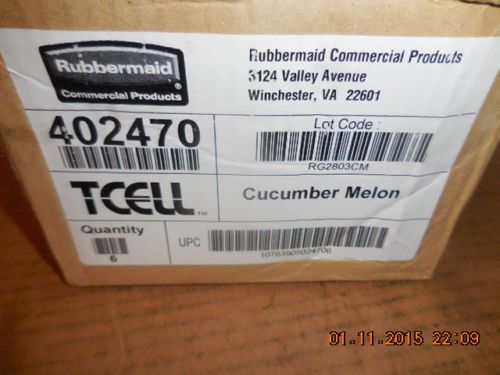 Rubbermaid
Commercial Products
Rubbermaid Commercial Products
3124 Valley Avenue
Winchester, VA 22601
402470
Lot Code :
RG2803CM
TCELL™
Cucumber Melon
Quantity
6
UPC
10763905024706
01.11.2015 22:09